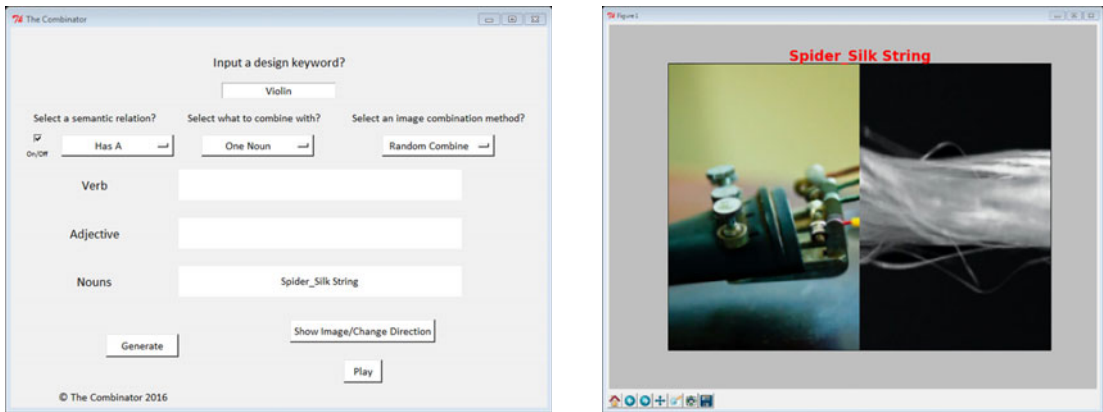 The Combinator
Input a design keyword?
Violin
Select a semantic relation?
Select what to combine with?
Select an image combination method?
On/Off
Has A
One Noun
Random Combine
Verb
Adjective
Nouns
Spider_Silk String
Show Image/Change Direction
Generate
Play
© The Combinator 2016
Figure 1
Spider_Silk String